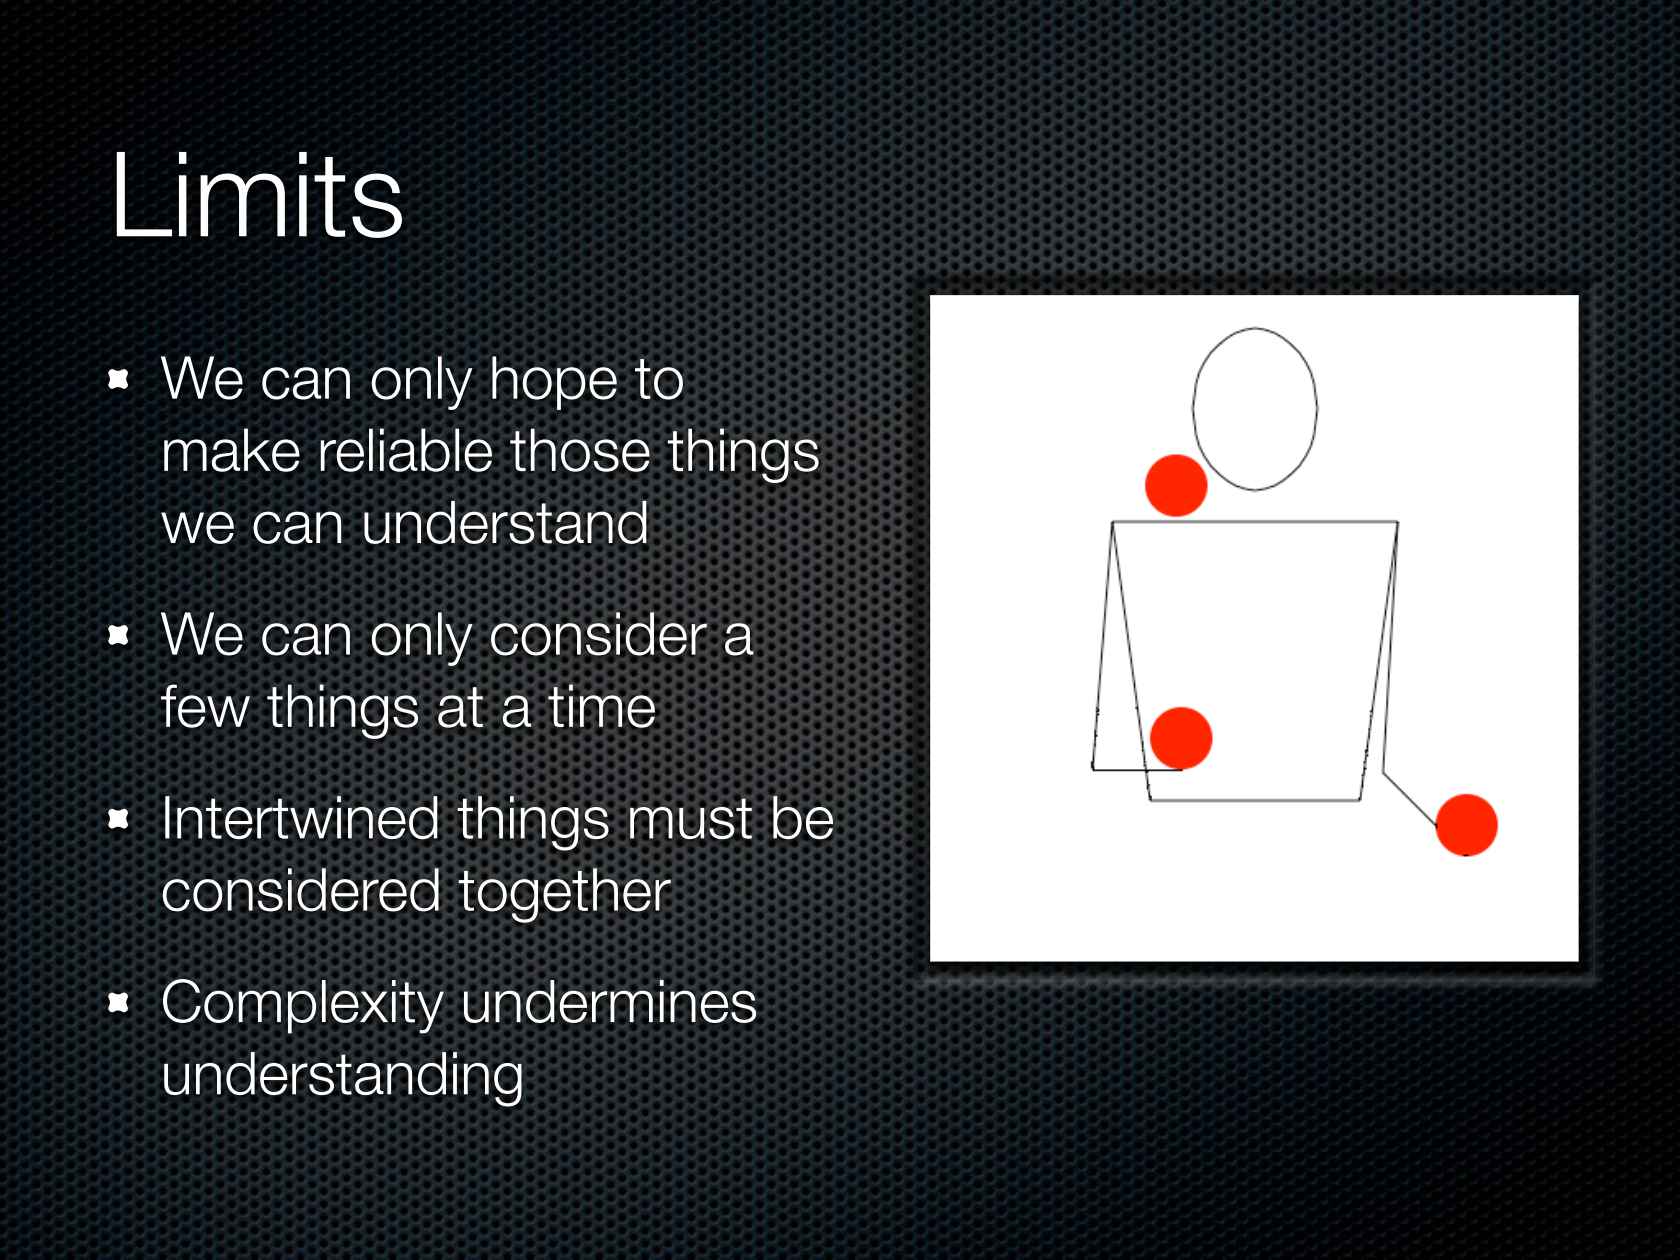 Limits
We can only hope to
make reliable those things
we can understand
We can only consider a
few things at a time
Intertwined things must be
considered together
Complexity undermines
understanding